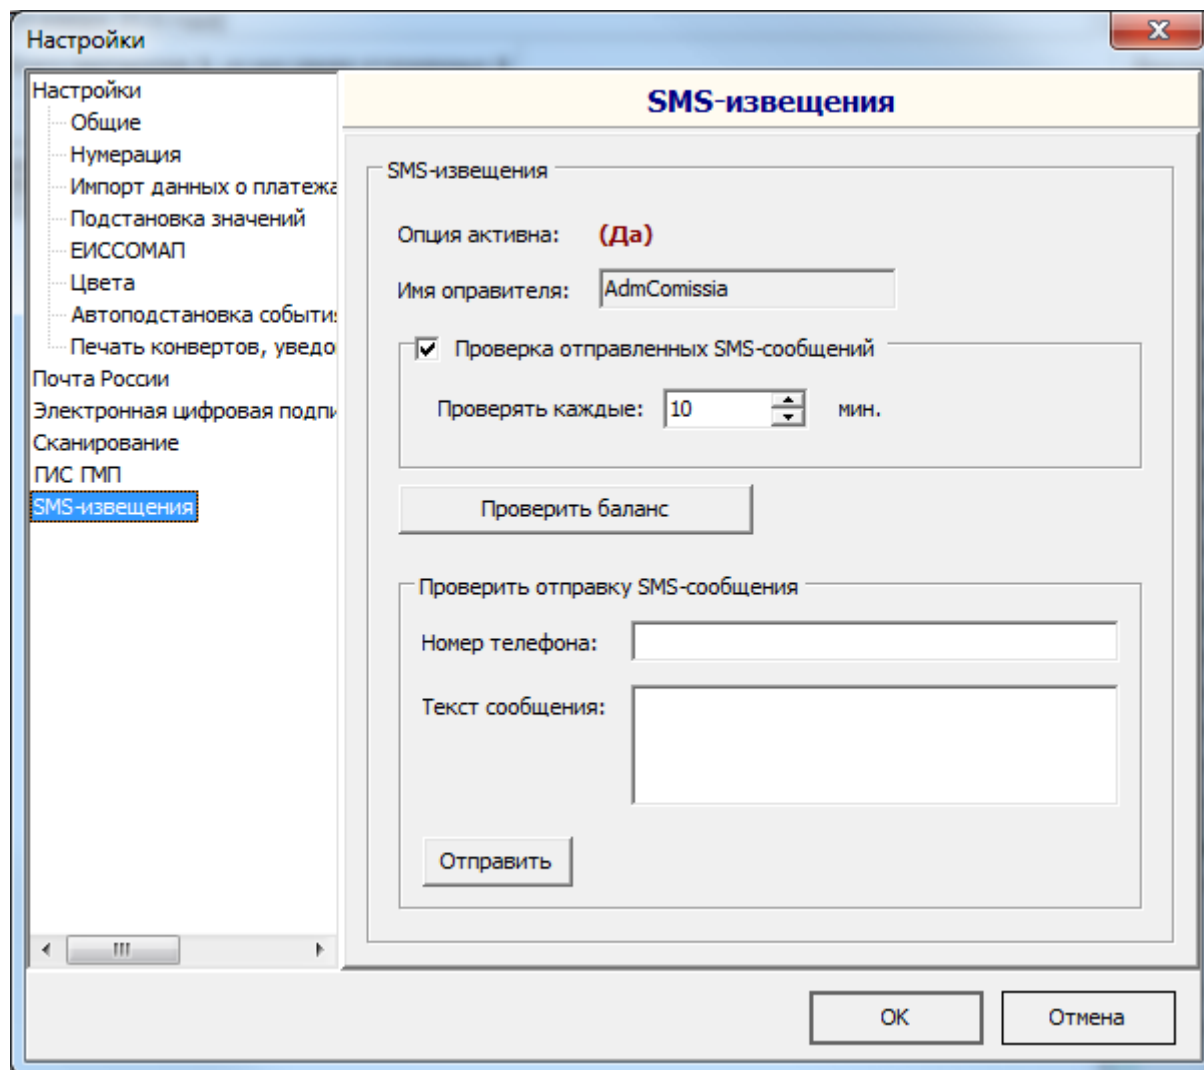 Настройки
Настройки
Общие
Нумерация
Импорт данных о платежа
Подстановка значений
ЕИССОМАП
Цвета
Автоподстановка событи
Печать конвертов, уведо
Почта России
Электронная цифровая подпи
Сканирование
ГИС ГМП
SMS-извещения
SMS-извещения
SMS-извещения
Опция активна: (Да)
Имя оправителя: AdmComissia
Проверка отправленных SMS-сообщений
Проверять каждые: 10 мин.
Проверить баланс
Проверить отправку SMS-сообщения
Номер телефона:
Текст сообщения:
Отправить
OK Отмена